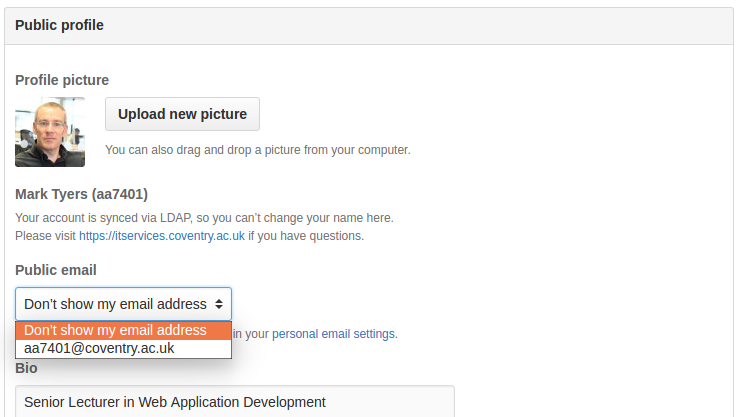 Public profile
Profile picture
Upload new picture
You can also drag and drop a picture from your computer.
Mark Tyers (aa7401)
Your account is synced via LDAP, so you can't change your name here.
Please visit https://itservices.coventry.ac.uk if you have questions.
Public email
Don't show my email address
Don't show my email address
in your personal email settings.
aa7401@coventry.ac.uk
Bio
Senior Lecturer in Web Application Development